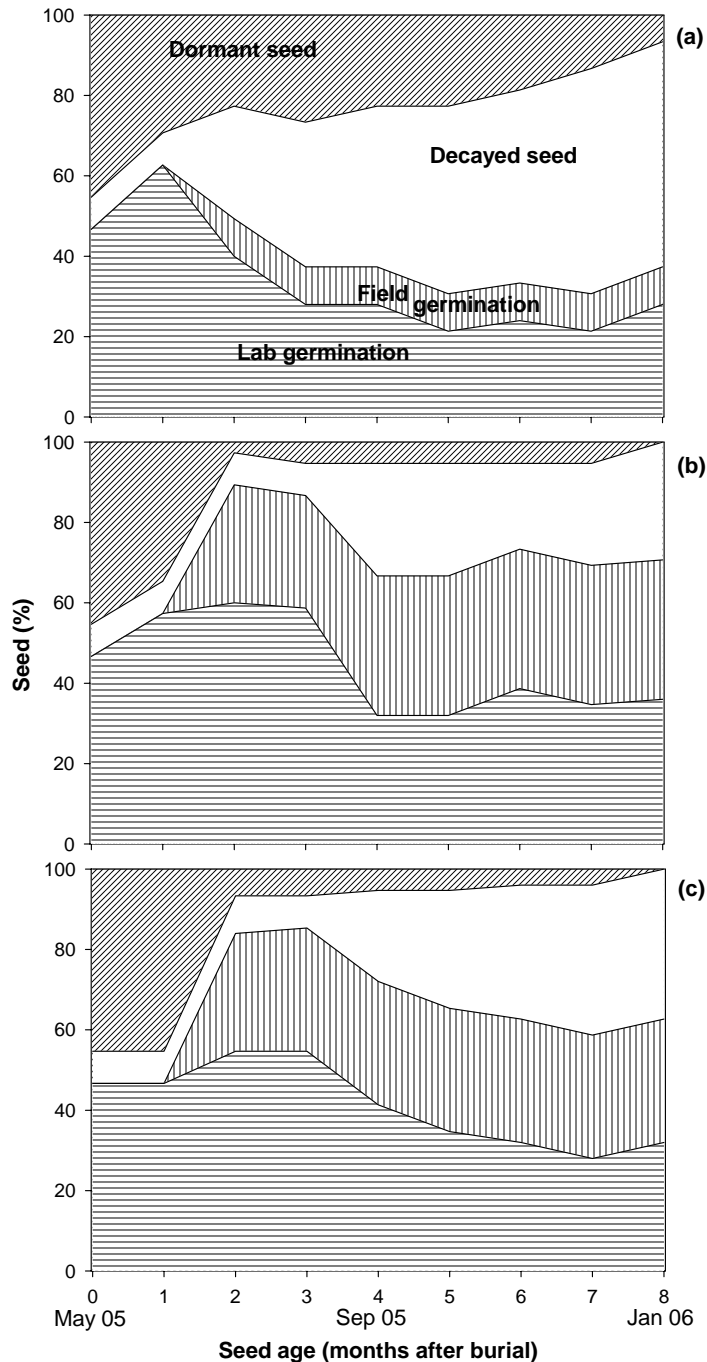 100
(a)
Dormant seed
80
Decayed seed
60
40
Field germination
20
Lab germination
0
100
(b)
80
60
40
20
0
Seed (%)
100
(c)
80
60
40
20
0
0 1 2 3 4 5 6 7 8
May 05 Sep 05 Jan 06
Seed age (months after burial)